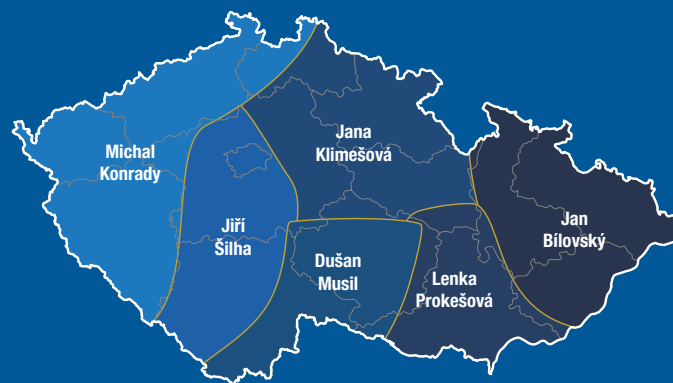 Michal
Konrady
Jana
Klimešová
Jiří
Šilha
Jan
Bílovský
Dušan
Musil
Lenka
Prokešová